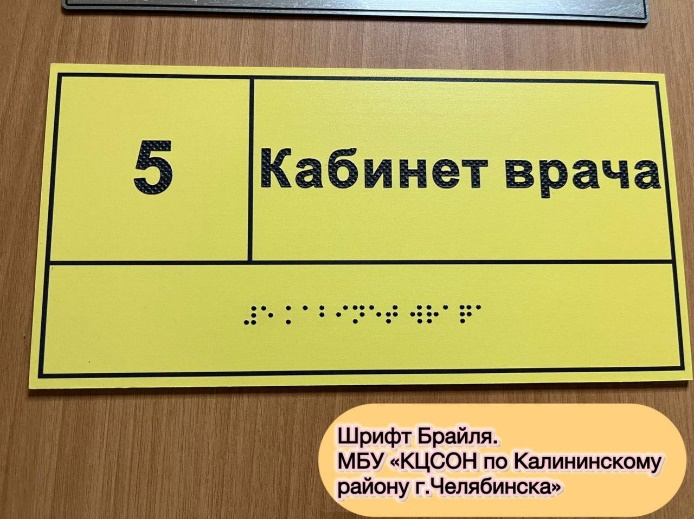 5
Кабинет врача
⠼⠑⠨⠅⠁⠃⠊⠝⠑⠞ ⠺⠗⠁⠟⠁
Шрифт Брайля.
МБУ «КЦСОН по Калининскому
району г.Челябинска»